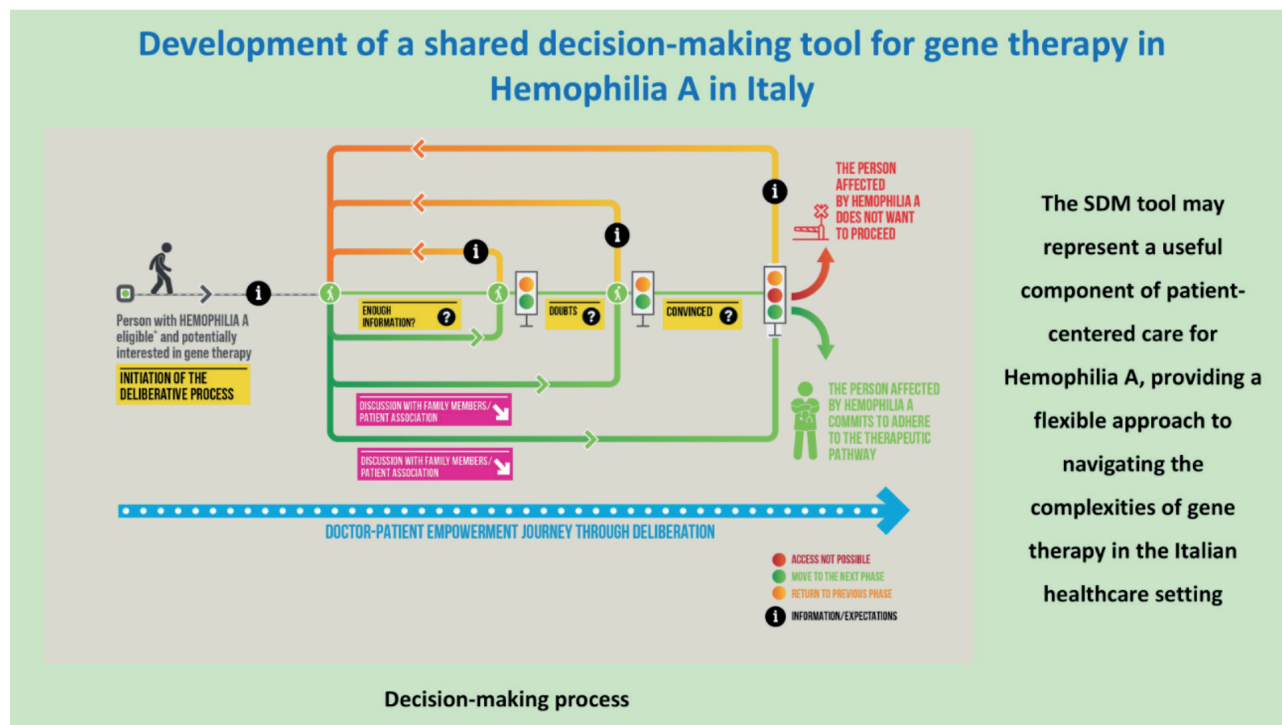 Development of a shared decision-making tool for gene therapy in
Hemophilia A in Italy
THE PERSON
AFFECTED
BY HEMOPHILIA A
DOES NOT WANT
TO PROCEED
i
i
i
i
Person with HEMOPHILIA A
eligible* and potentially
interested in gene therapy
INITIATION OF THE
DELIBERATIVE PROCESS
ENOUGH
INFORMATION? ?
DOUBTS ?
CONVINCED ?
DISCUSSION WITH FAMILY MEMBERS/
PATIENT ASSOCIATION
DISCUSSION WITH FAMILY MEMBERS/
PATIENT ASSOCIATION
THE PERSON AFFECTED
BY HEMOPHILIA A
COMMITS TO ADHERE
TO THE THERAPEUTIC
PATHWAY
DOCTOR-PATIENT EMPOWERMENT JOURNEY THROUGH DELIBERATION
ACCESS NOT POSSIBLE
MOVE TO THE NEXT PHASE
RETURN TO PREVIOUS PHASE
i INFORMATION/EXPECTATIONS
The SDM tool may
represent a useful
component of patient-
centered care for
Hemophilia A, providing a
flexible approach to
navigating the
complexities of gene
therapy in the Italian
healthcare setting
Decision-making process